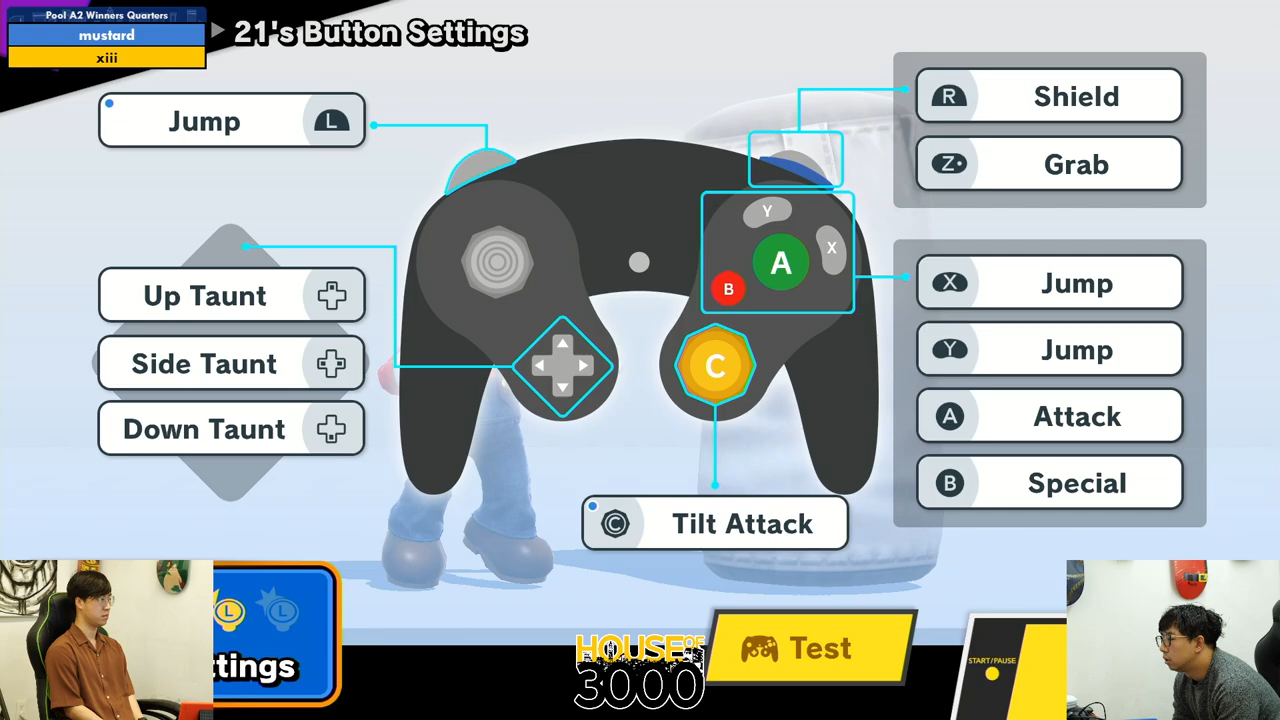 Pool A2 Winners Quarters
mustard
xiii
21's Button Settings
Jump L
Up Taunt
Side Taunt
Down Taunt
R Shield
Z Grab
X Jump
Y Jump
A Attack
B Special
Y
X
A
B
C
C Tilt Attack
L L
ttings
HOUSE OF
3000
Test
START/PAUSE